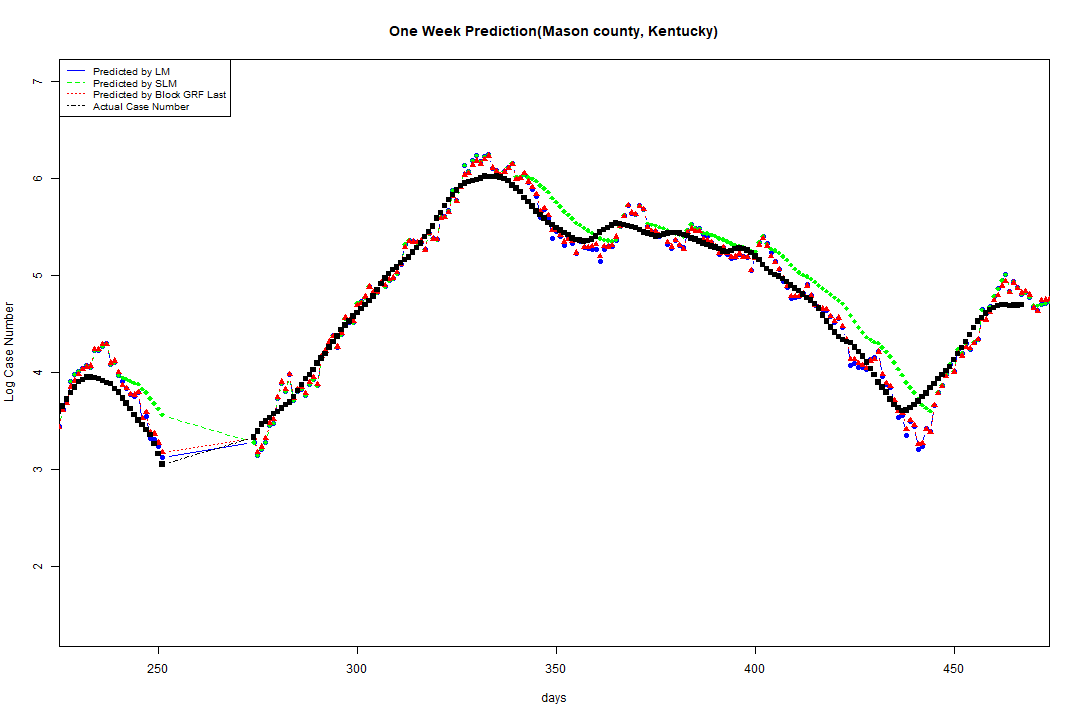 One Week Prediction(Mason county, Kentucky)
Predicted by LM
Predicted by SLM
Predicted by Block GRF Last
Actual Case Number
7
6
5
4
3
2
Log Case Number
250 300 350 400 450
days